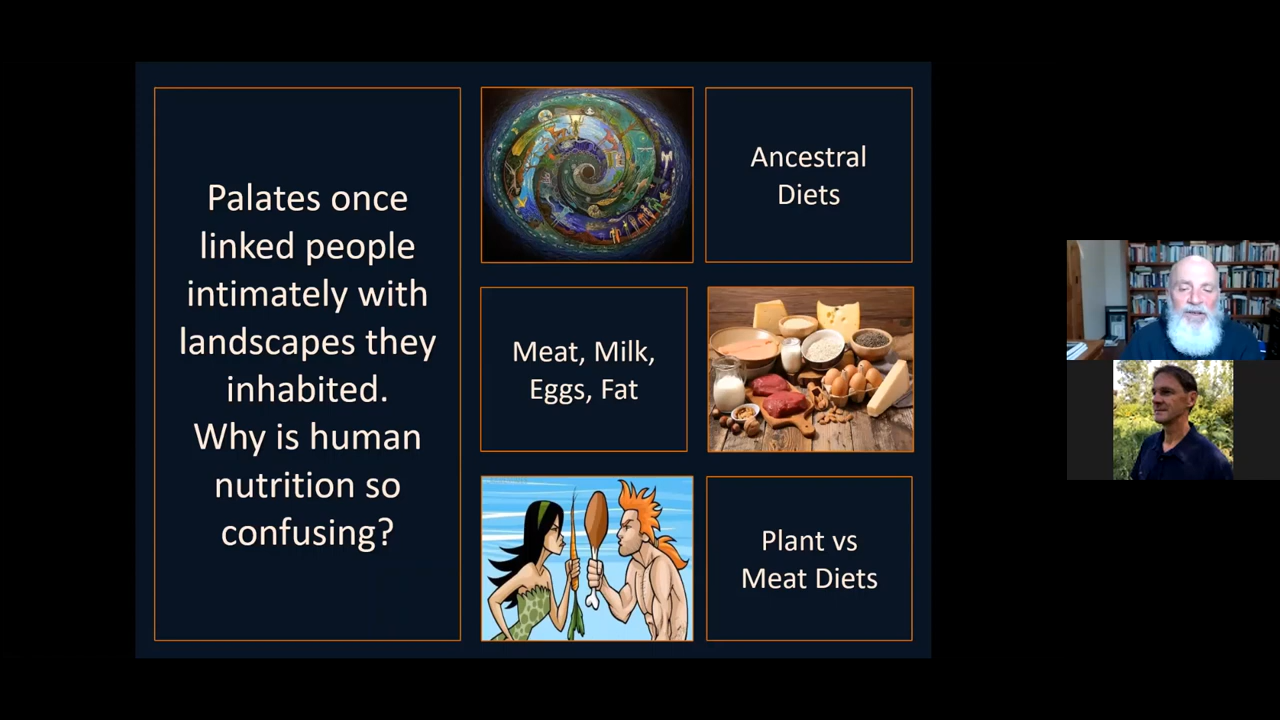 Palates once
linked people
intimately with
landscapes they
inhabited.
Why is human
nutrition so
confusing?
Ancestral
Diets
Meat, Milk,
Eggs, Fat
Plant vs
Meat Diets